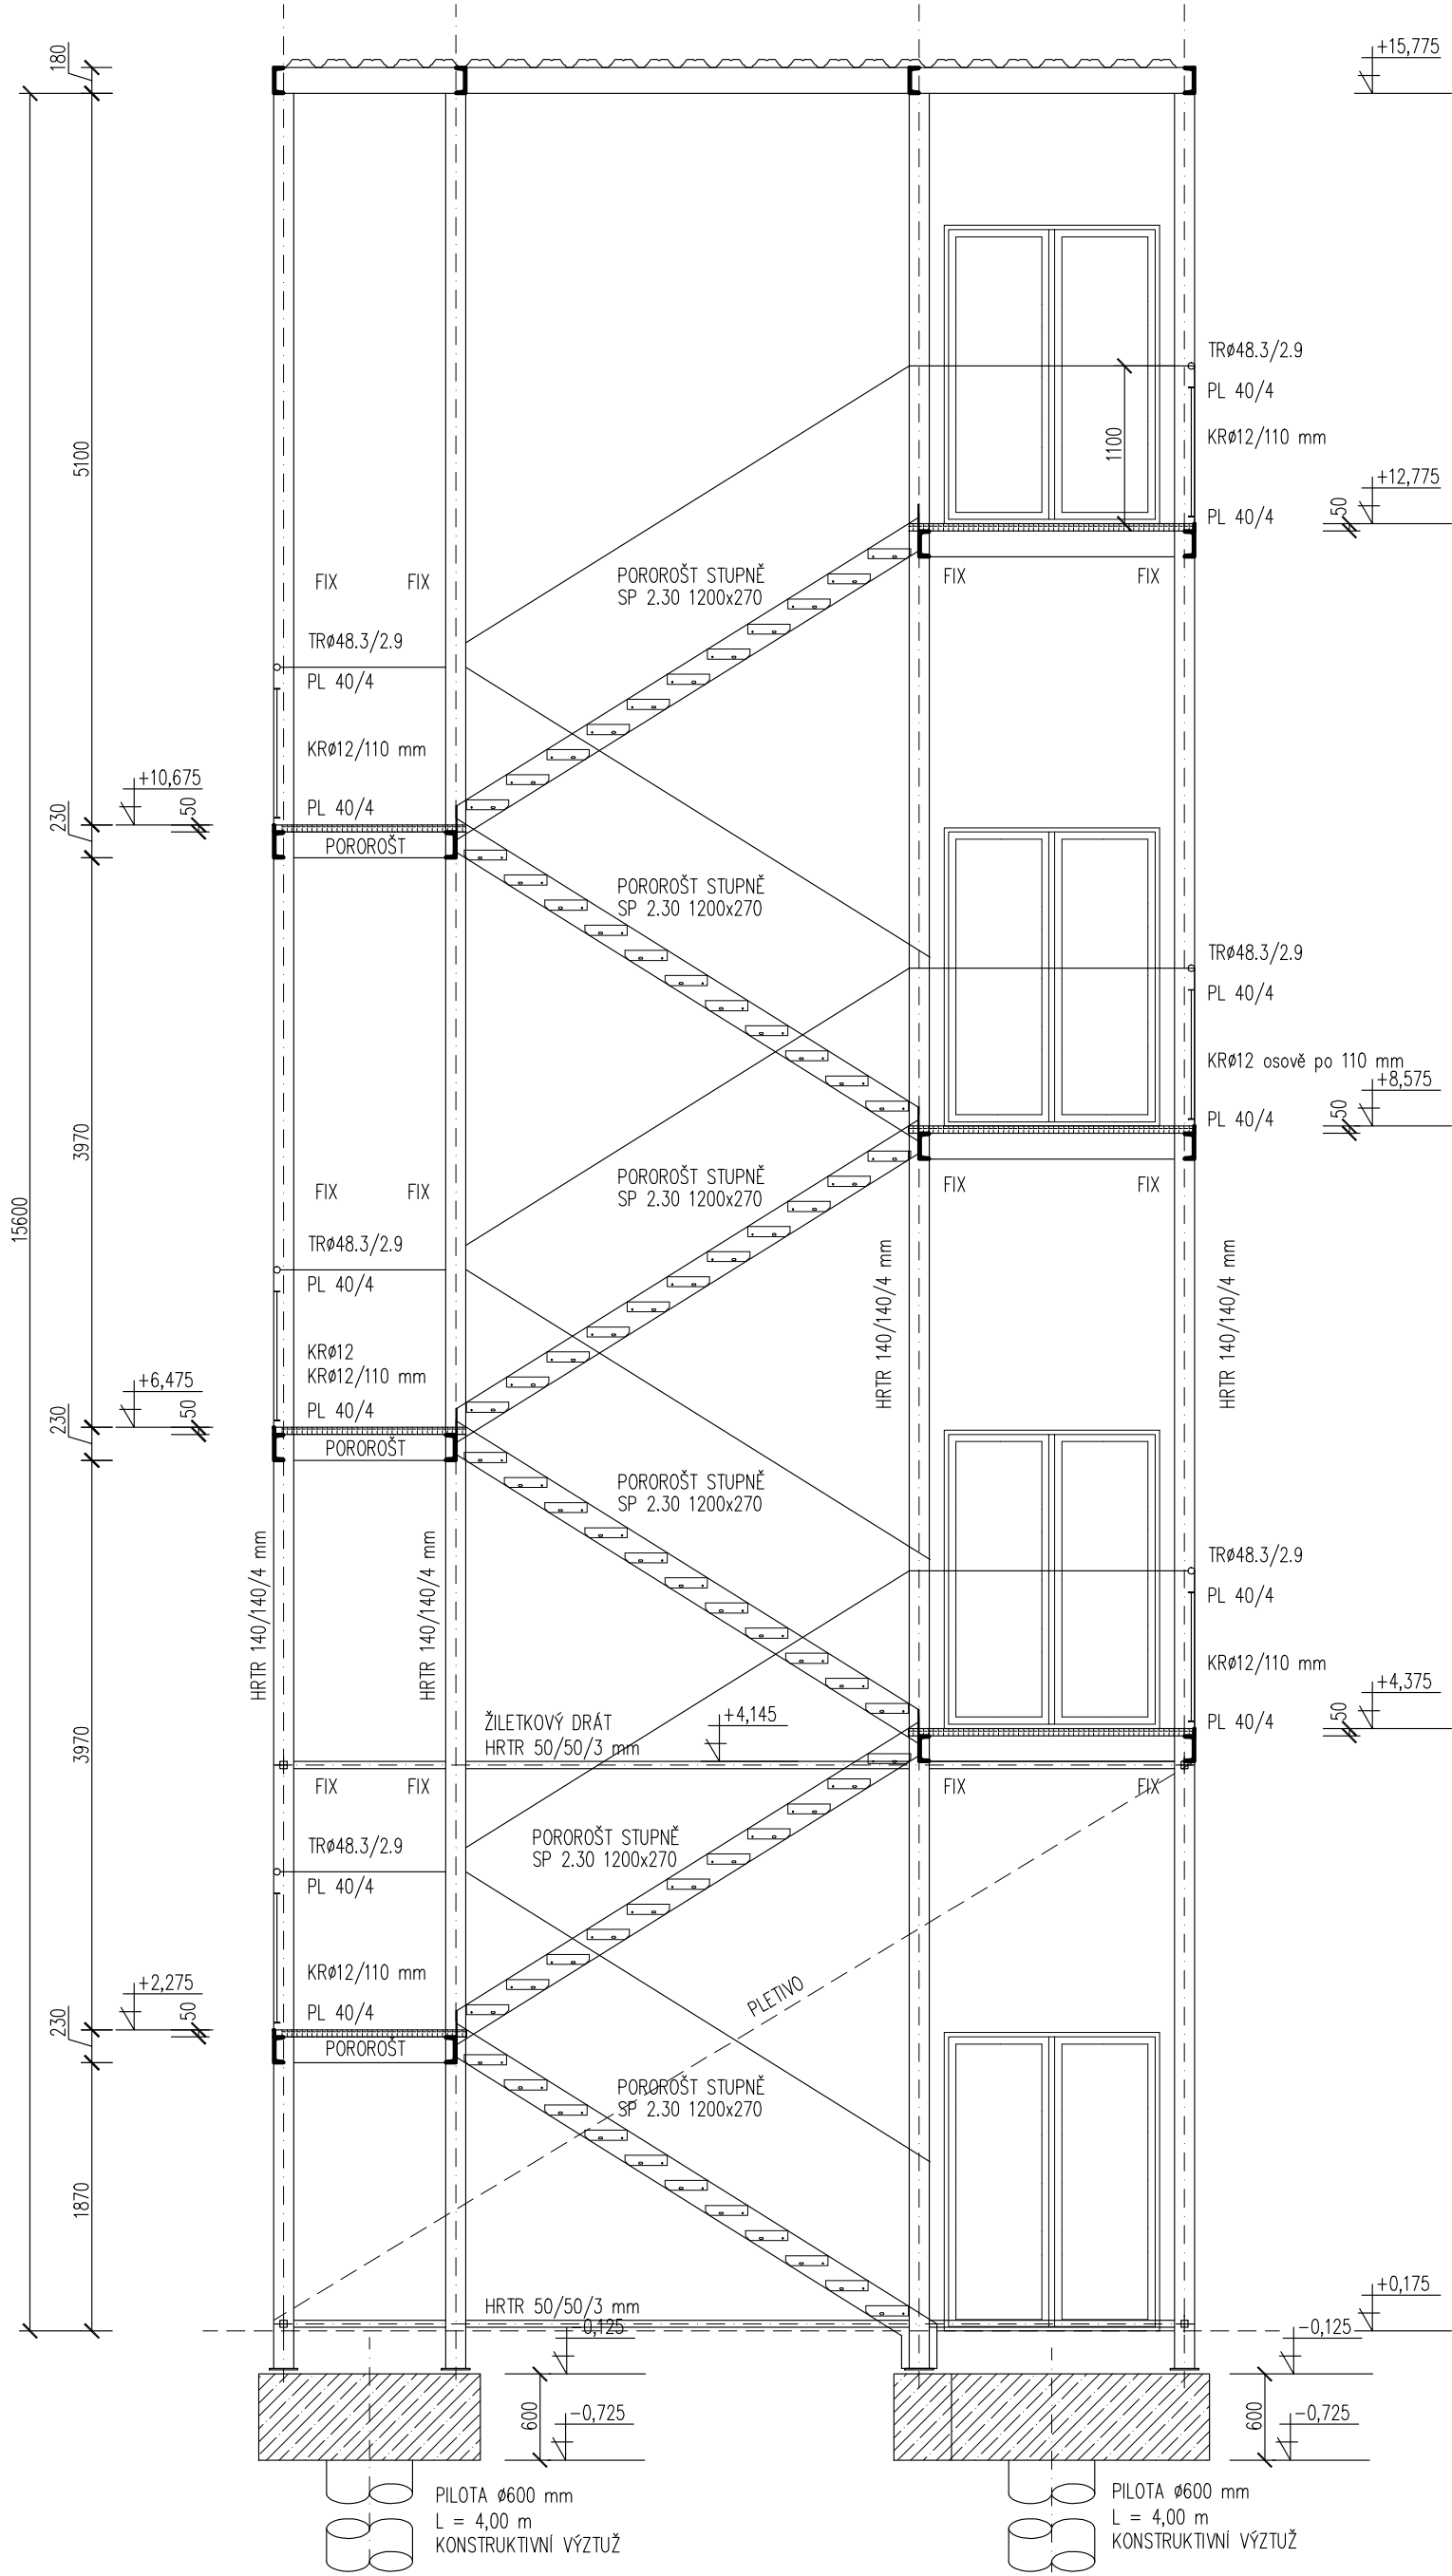 180
+15,775
TRø48.3/2.9
PL 40/4
KRø12/110 mm
1100
5100
+12,775
50
PL 40/4
POROROŠT STUPNĚ
SP 2.30 1200x270
FIX
FIX
FIX
FIX
TRø48.3/2.9
PL 40/4
KRø12/110 mm
+10,675
50
PL 40/4
230
POROROŠT
POROROŠT STUPNĚ
SP 2.30 1200x270
TRø48.3/2.9
PL 40/4
KRø12 osově po 110 mm
+8,575
50
PL 40/4
3970
15600
POROROŠT STUPNĚ
SP 2.30 1200x270
FIX
FIX
FIX
FIX
TRø48.3/2.9
PL 40/4
HRTR 140/140/4 mm
HRTR 140/140/4 mm
KRø12
KRø12/110 mm
+6,475
50
PL 40/4
230
POROROŠT
POROROŠT STUPNĚ
SP 2.30 1200x270
HRTR 140/140/4 mm
HRTR 140/140/4 mm
TRø48.3/2.9
PL 40/4
KRø12/110 mm
+4,375
50
PL 40/4
ŽILETKOVÝ DRÁT
HRTR 50/50/3 mm
+4,145
3970
FIX
FIX
FIX
FIX
TRø48.3/2.9
PL 40/4
POROROŠT STUPNĚ
SP 2.30 1200x270
KRø12/110 mm
+2,275
50
PL 40/4
230
POROROŠT
PLETIVO
POROROŠT STUPNĚ
SP 2.30 1200x270
1870
HRTR 50/50/3 mm
+0,175
-0,125
-0,125
600
-0,725
600
-0,725
PILOTA ø600 mm
L = 4,00 m
KONSTRUKTIVNÍ VÝZTUŽ
PILOTA ø600 mm
L = 4,00 m
KONSTRUKTIVNÍ VÝZTUŽ